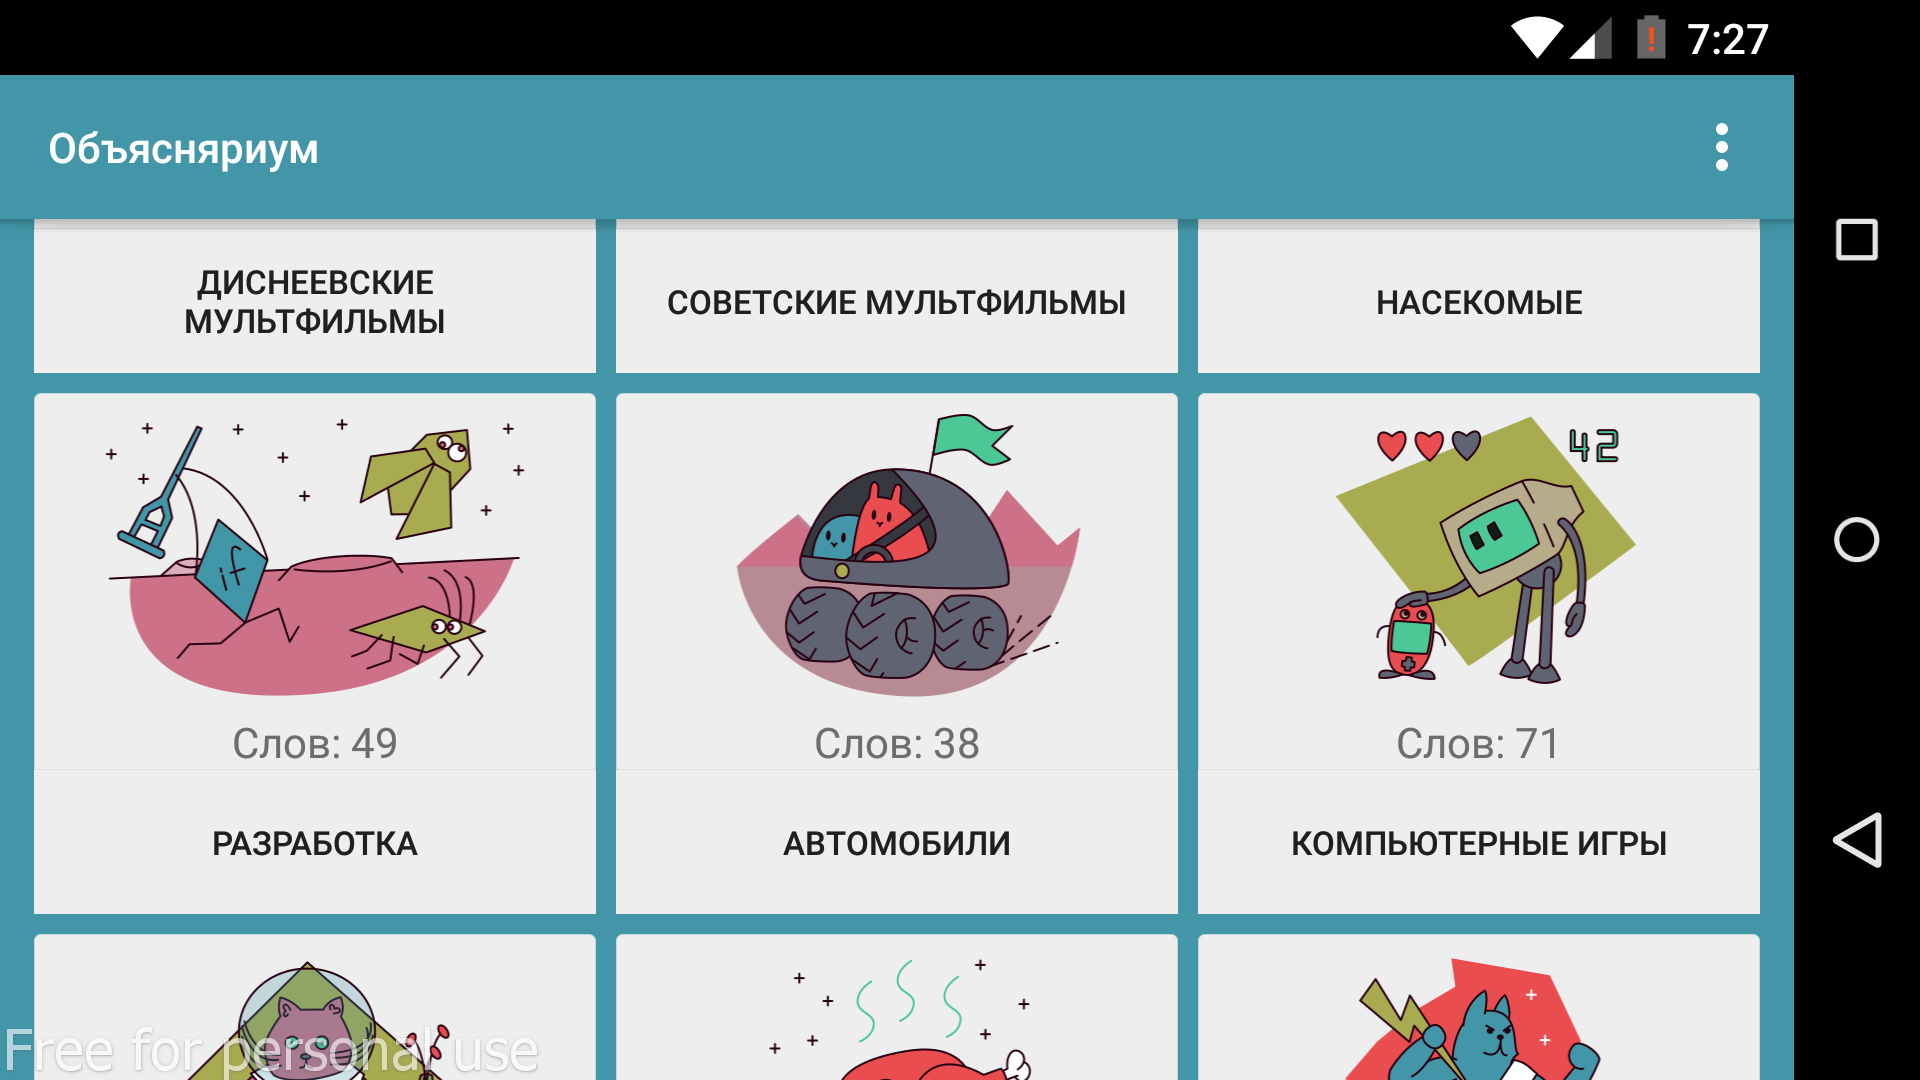 7:27
Объясняриум
ДИСНЕЕВСКИЕ
МУЛЬТФИЛЬМЫ
СОВЕТСКИЕ МУЛЬТФИЛЬМЫ
НАСЕКОМЫЕ
if
42
Слов: 49
Слов: 38
Слов: 71
РАЗРАБОТКА
АВТОМОБИЛИ
КОМПЬЮТЕРНЫЕ ИГРЫ
Free for personal use